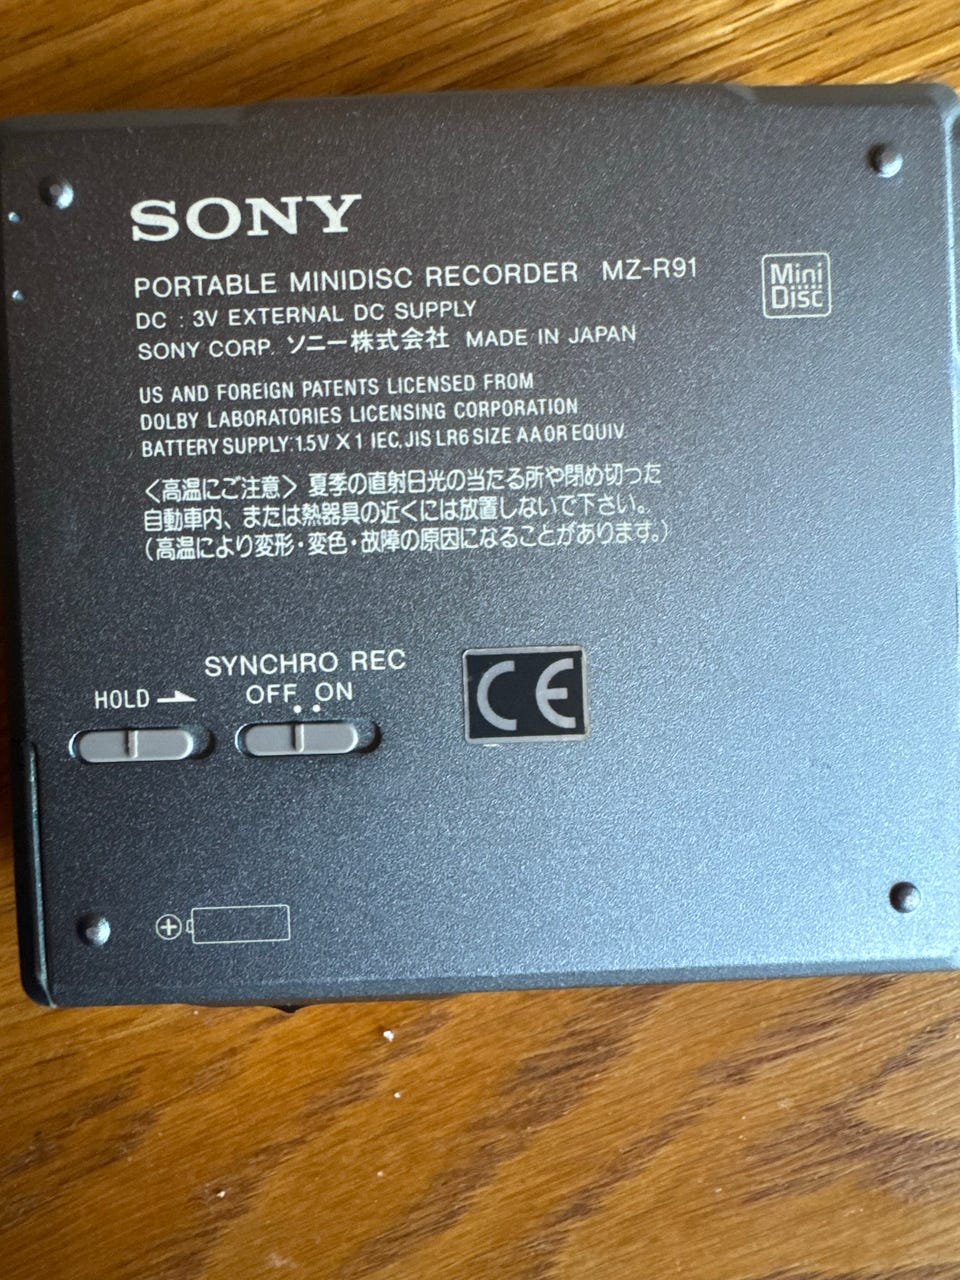 SONY
PORTABLE MINIDISC RECORDER MZ-R91
Mini Disc
DC : 3V EXTERNAL DC SUPPLY
SONY CORP. ソニー株式会社 MADE IN JAPAN
US AND FOREIGN PATENTS LICENSED FROM
DOLBY LABORATORIES LICENSING CORPORATION
BATTERY SUPPLY:1.5V X 1 IEC, JIS LR6 SIZE AA OR EQUIV.
〈高温にご注意〉夏季の直射日光の当たる所や閉め切った
自動車内、または熱器具の近くには放置しないで下さい。
(高温により変形・変色・故障の原因になることがあります。)
SYNCHRO REC
HOLD OFF ON
CE